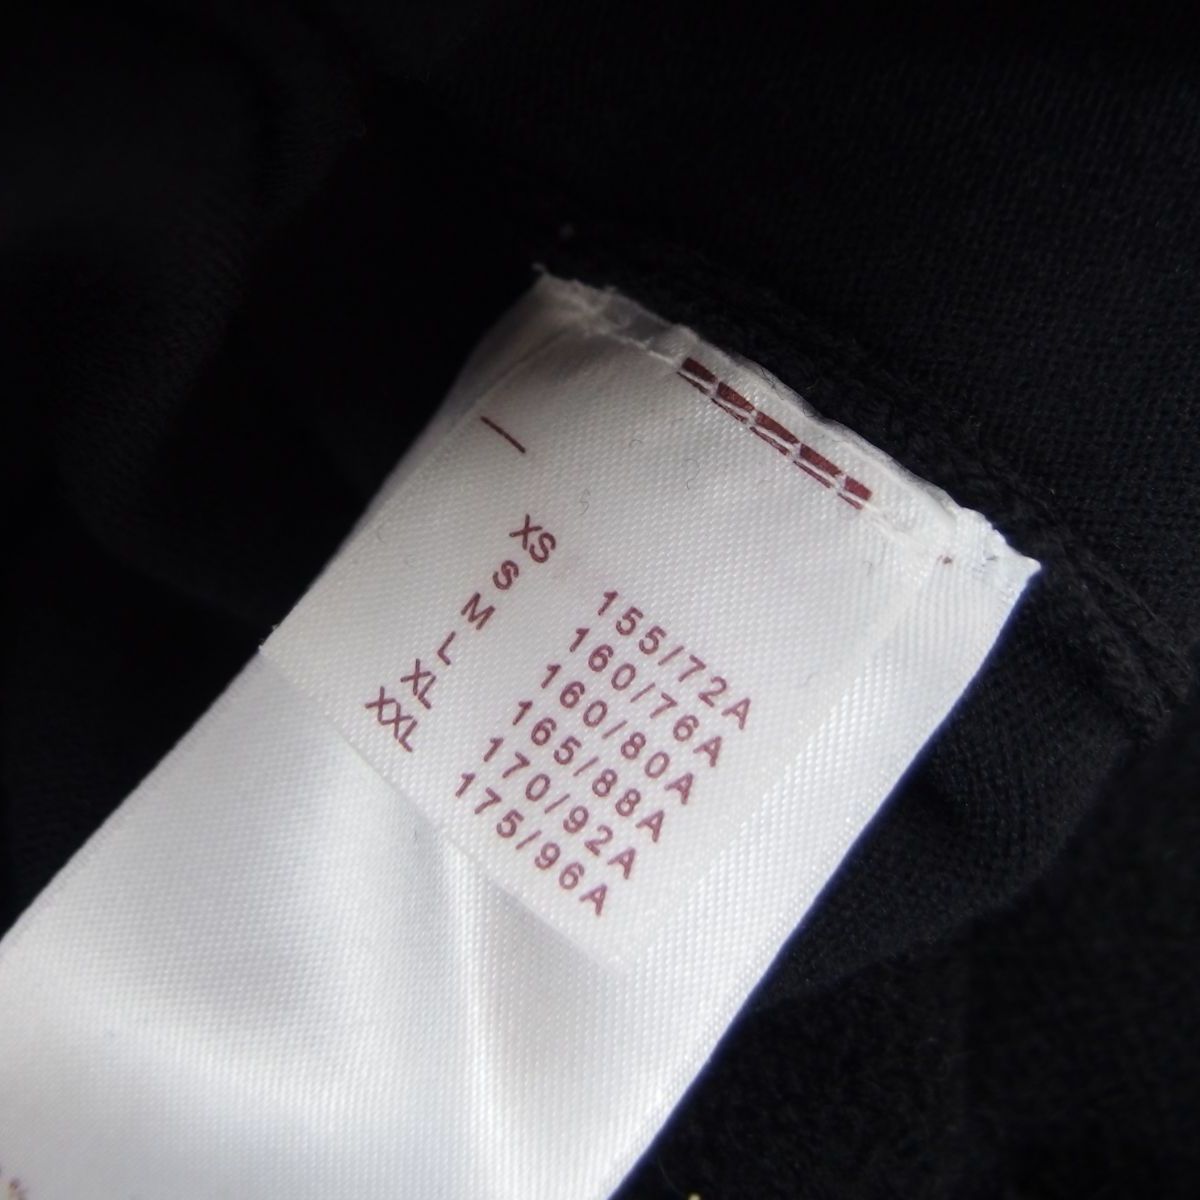 XS 155/72A
S 160/76A
M 160/80A
L 165/88A
XL 170/92A
XXL 175/96A